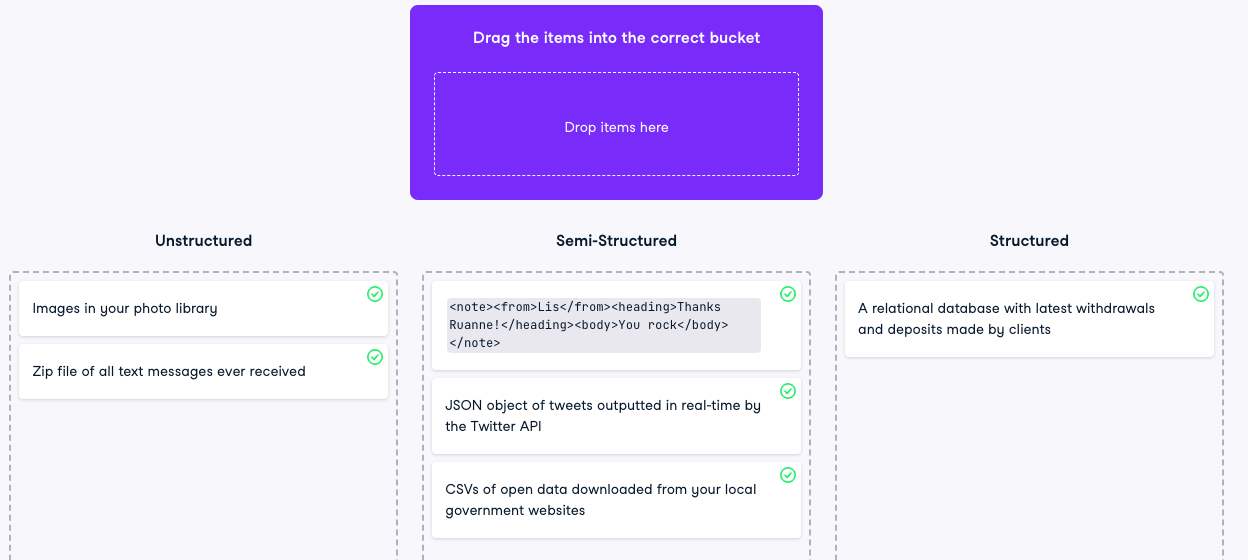 Drag the items into the correct bucket
Drop items here
Unstructured
Images in your photo library
Zip file of all text messages ever received
Semi-Structured
<note><from>Lis</from><heading>Thanks
Ruanne!</heading><body>You rock</body>
</note>
JSON object of tweets outputted in real-time by
the Twitter API
CSVs of open data downloaded from your local
government websites
Structured
A relational database with latest withdrawals
and deposits made by clients